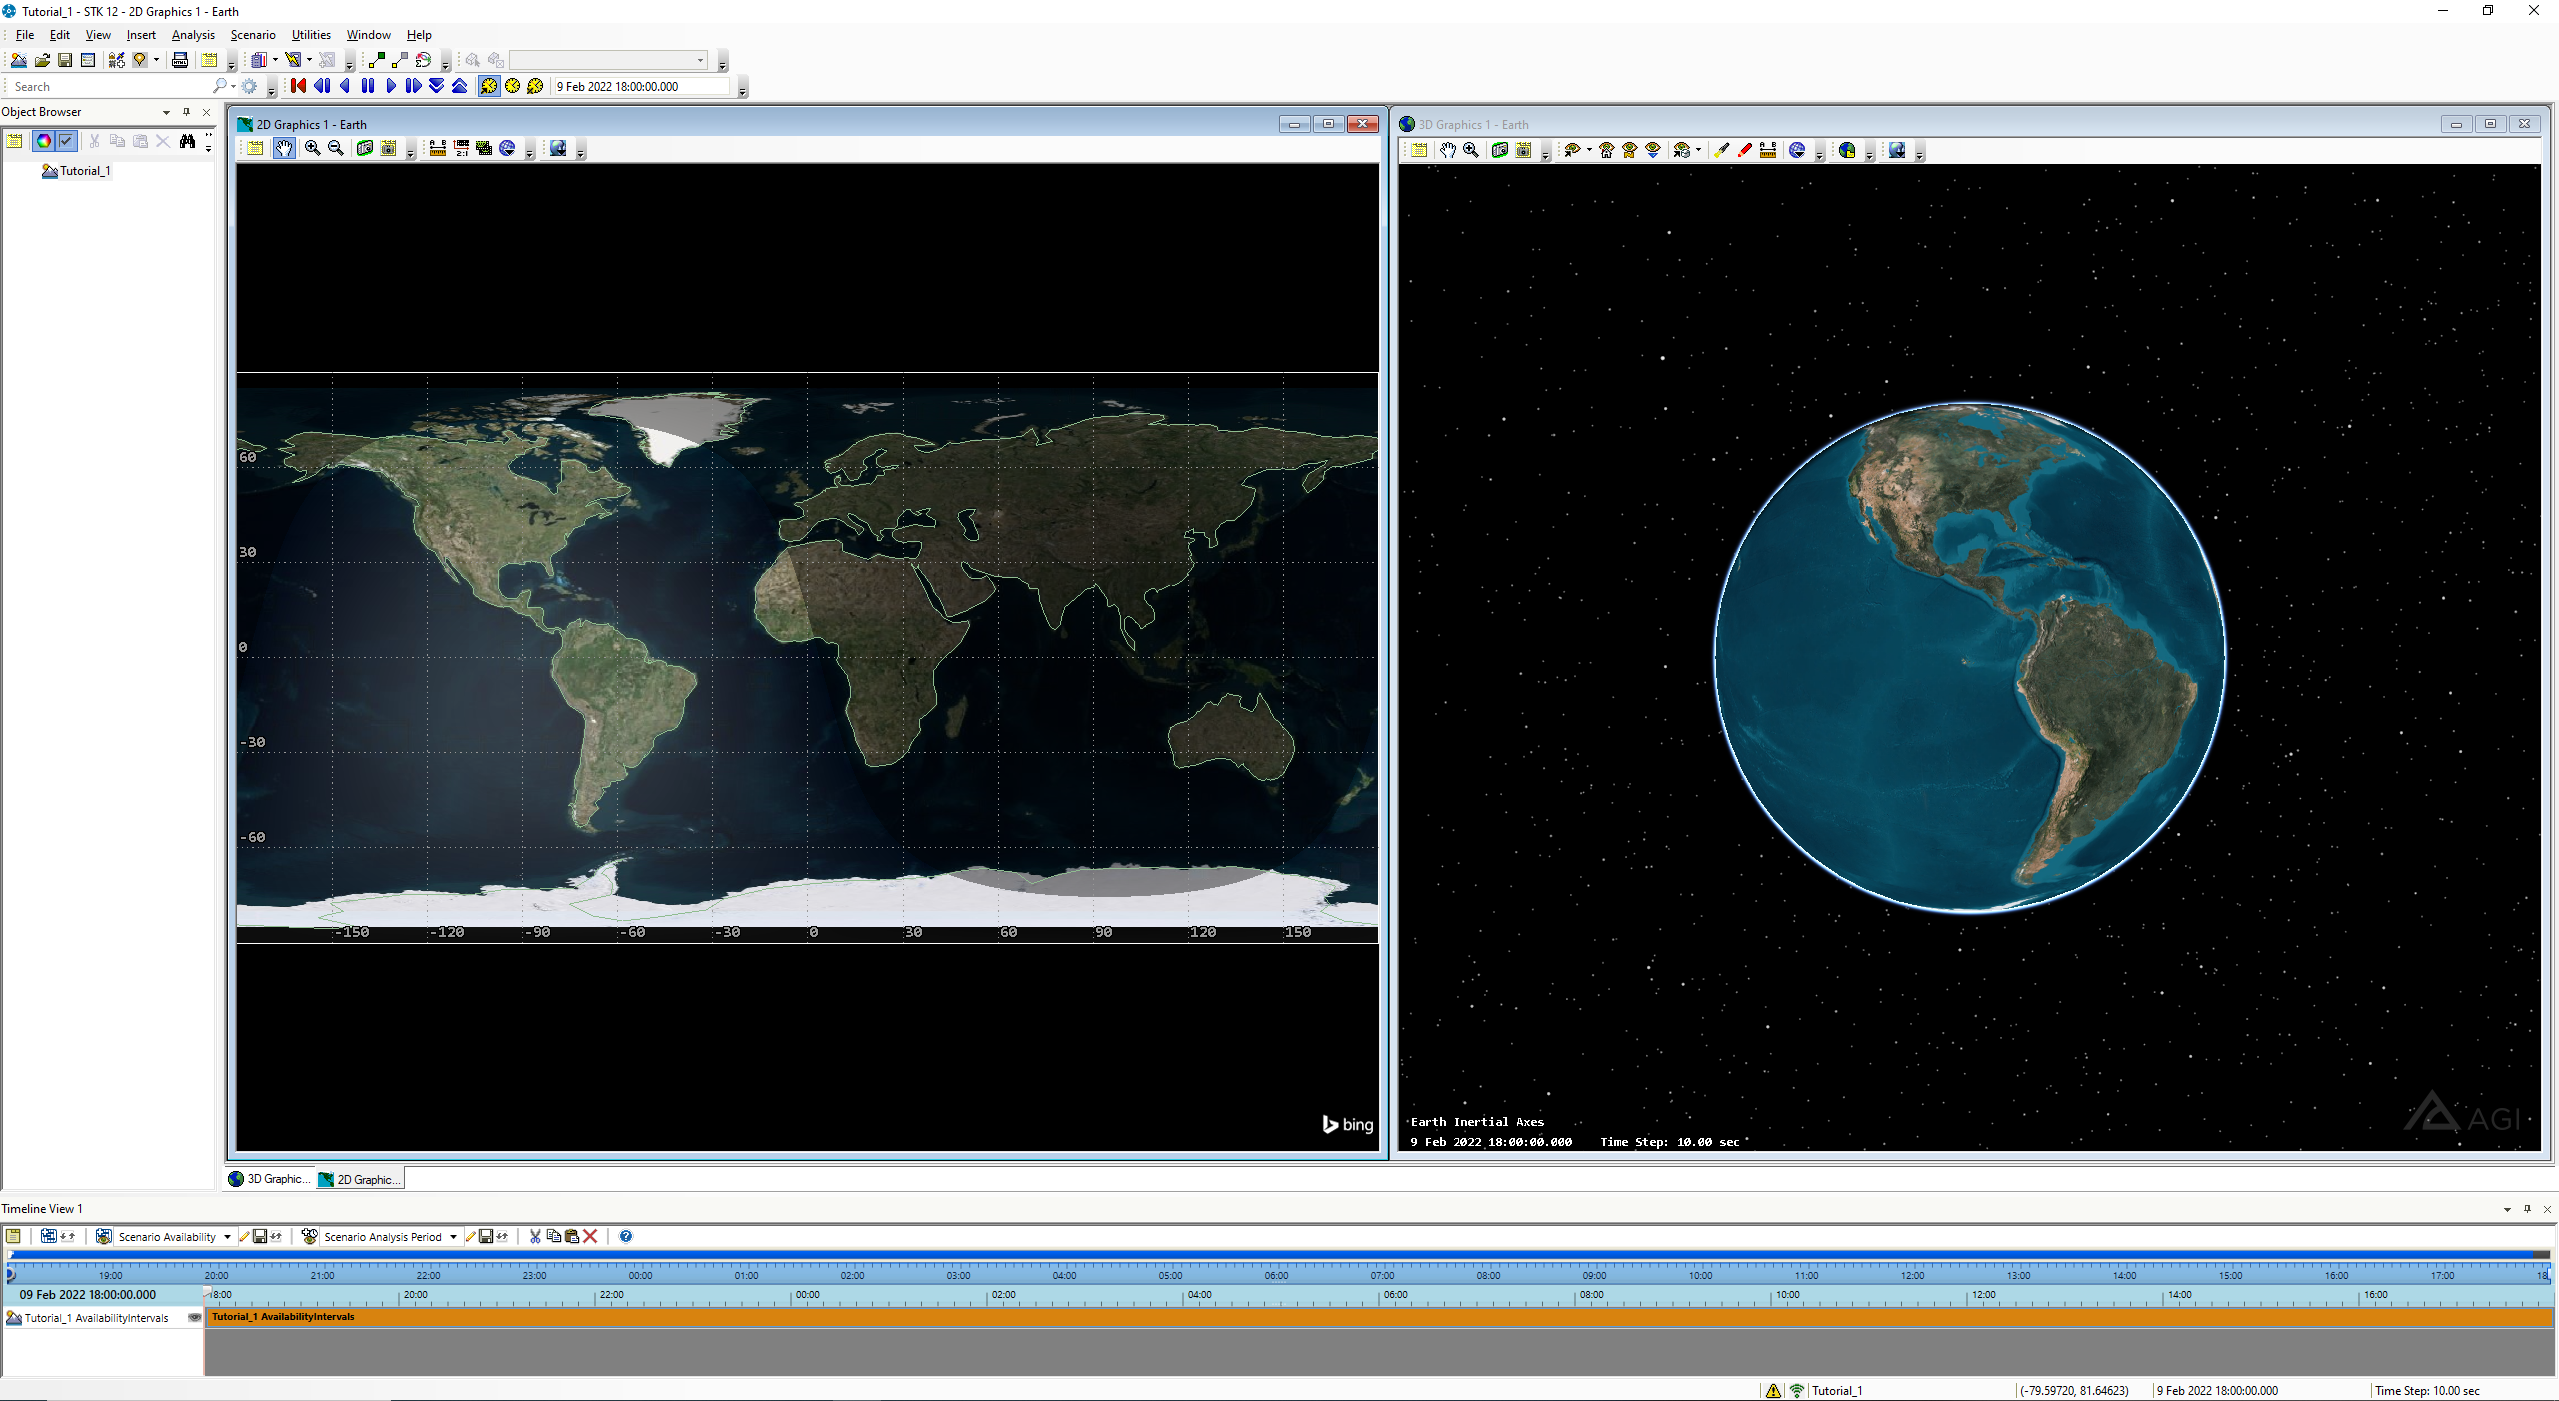 Tutorial_1 - STK 12 - 2D Graphics 1 - Earth
File Edit View Insert Analysis Scenario Utilities Window Help
Search
9 Feb 2022 18:00:00.000
Object Browser
Tutorial_1
2D Graphics 1 - Earth
60
30
0
-30
-60
-150 -120 -90 -60 -30 0 30 60 90 120 150
bing
3D Graphics 1 - Earth
Earth Inertial Axes
9 Feb 2022 18:00:00.000 Time Step: 10.00 sec
AGI
3D Graphic... 2D Graphic...
Timeline View 1
Scenario Availability Scenario Analysis Period
19:00 20:00 21:00 22:00 23:00 00:00 01:00 02:00 03:00 04:00 05:00 06:00 07:00 08:00 09:00 10:00 11:00 12:00 13:00 14:00 15:00 16:00 17:00 18
09 Feb 2022 18:00:00.000 18:00 20:00 22:00 00:00 02:00 04:00 06:00 08:00 10:00 12:00 14:00 16:00
Tutorial_1 AvailabilityIntervals Tutorial_1 AvailabilityIntervals
Tutorial_1 (-79.59720, 81.64623) 9 Feb 2022 18:00:00.000 Time Step: 10.00 sec